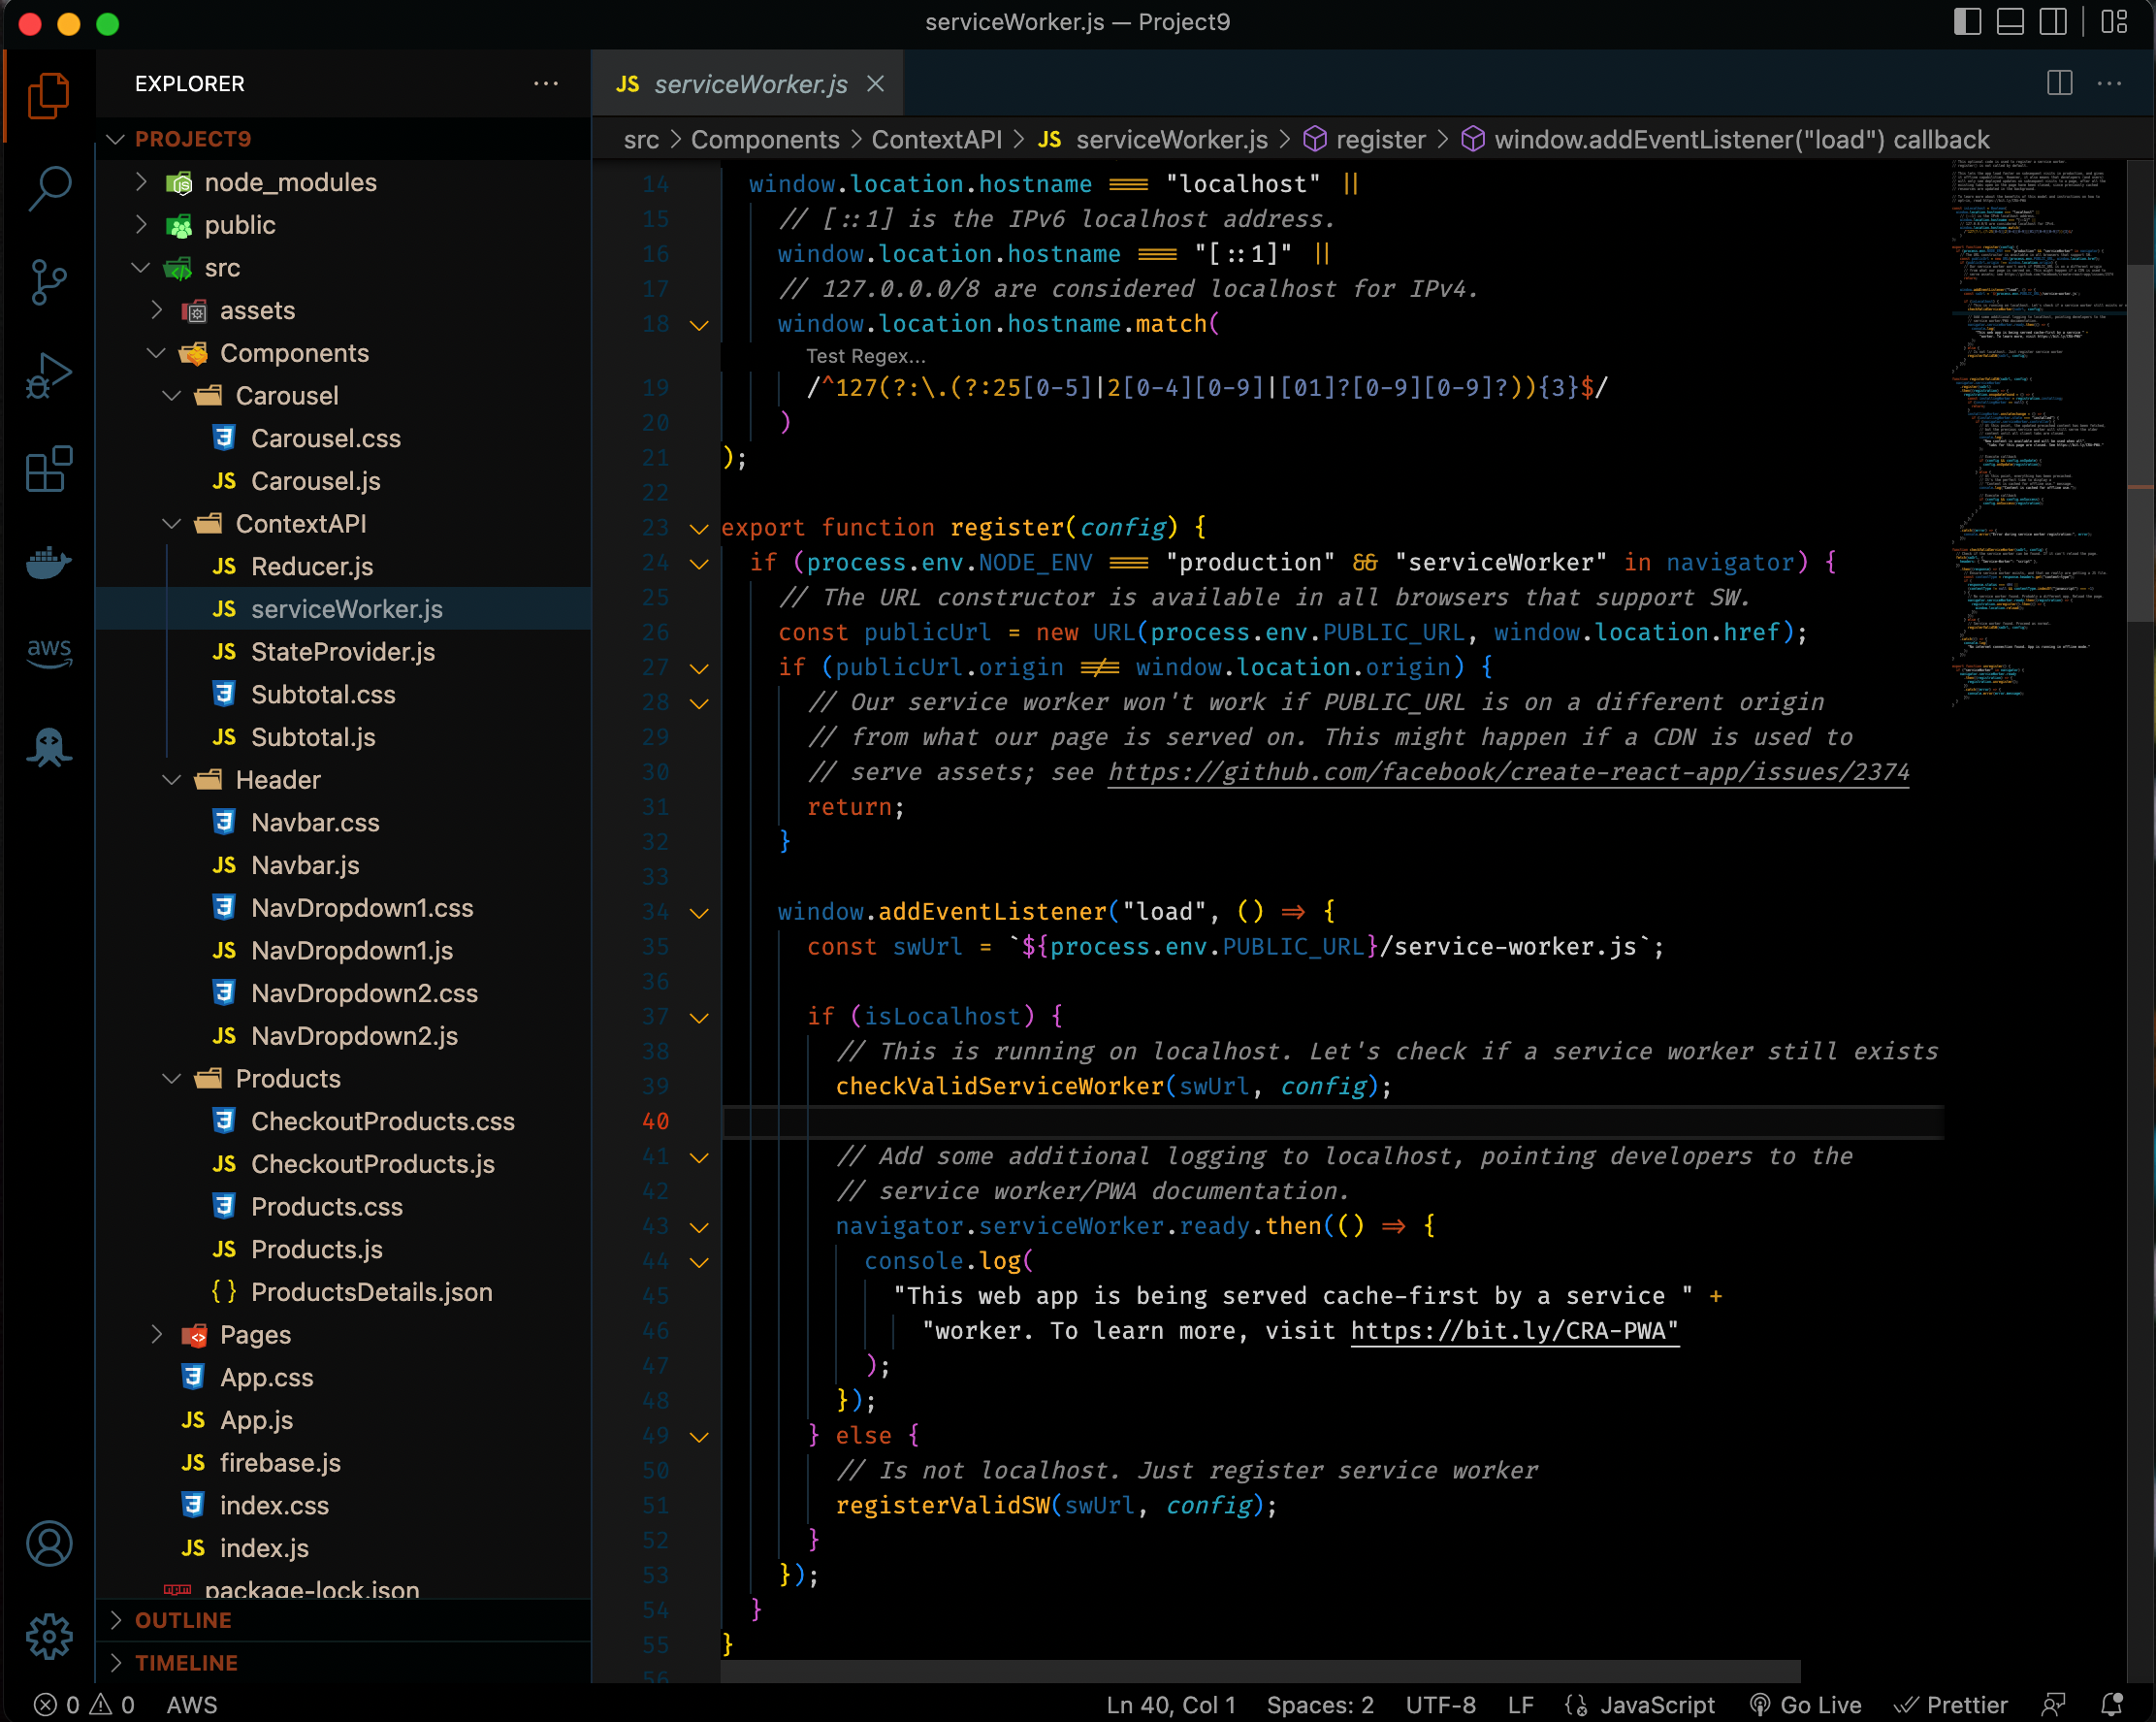 serviceWorker.js — Project9
EXPLORER
PROJECT9
node_modules
public
src
assets
Components
Carousel
Carousel.css
Carousel.js
ContextAPI
Reducer.js
serviceWorker.js
StateProvider.js
Subtotal.css
Subtotal.js
Header
Navbar.css
Navbar.js
NavDropdown1.css
NavDropdown1.js
NavDropdown2.css
NavDropdown2.js
Products
CheckoutProducts.css
CheckoutProducts.js
Products.css
Products.js
ProductsDetails.json
Pages
App.css
App.js
firebase.js
index.css
index.js
package-lock.json
OUTLINE
TIMELINE
aws
JS serviceWorker.js
src > Components > ContextAPI > JS serviceWorker.js > register > window.addEventListener("load") callback
14 window.location.hostname === "localhost" ||
15 // [::1] is the IPv6 localhost address.
16 window.location.hostname === "[::1]" ||
17 // 127.0.0.0/8 are considered localhost for IPv4.
18 window.location.hostname.match(
Test Regex...
19 /^127(?:\.(?:25[0-5]|2[0-4][0-9]|[01]?[0-9][0-9]?)){3}$/
20 )
21 );
22
23 export function register(config) {
24 if (process.env.NODE_ENV === "production" && "serviceWorker" in navigator) {
25 // The URL constructor is available in all browsers that support SW.
26 const publicUrl = new URL(process.env.PUBLIC_URL, window.location.href);
27 if (publicUrl.origin !== window.location.origin) {
28 // Our service worker won't work if PUBLIC_URL is on a different origin
29 // from what our page is served on. This might happen if a CDN is used to
30 // serve assets; see https://github.com/facebook/create-react-app/issues/2374
31 return;
32 }
33
34 window.addEventListener("load", () => {
35 const swUrl = `${process.env.PUBLIC_URL}/service-worker.js`;
36
37 if (isLocalhost) {
38 // This is running on localhost. Let's check if a service worker still exists
39 checkValidServiceWorker(swUrl, config);
40
41 // Add some additional logging to localhost, pointing developers to the
42 // service worker/PWA documentation.
43 navigator.serviceWorker.ready.then(() => {
44 console.log(
45 "This web app is being served cache-first by a service " +
46 "worker. To learn more, visit https://bit.ly/CRA-PWA"
47 );
48 });
49 } else {
50 // Is not localhost. Just register service worker
51 registerValidSW(swUrl, config);
52 }
53 });
54 }
55 }
56
0 0 AWS
Ln 40, Col 1 Spaces: 2 UTF-8 LF JavaScript Go Live Prettier